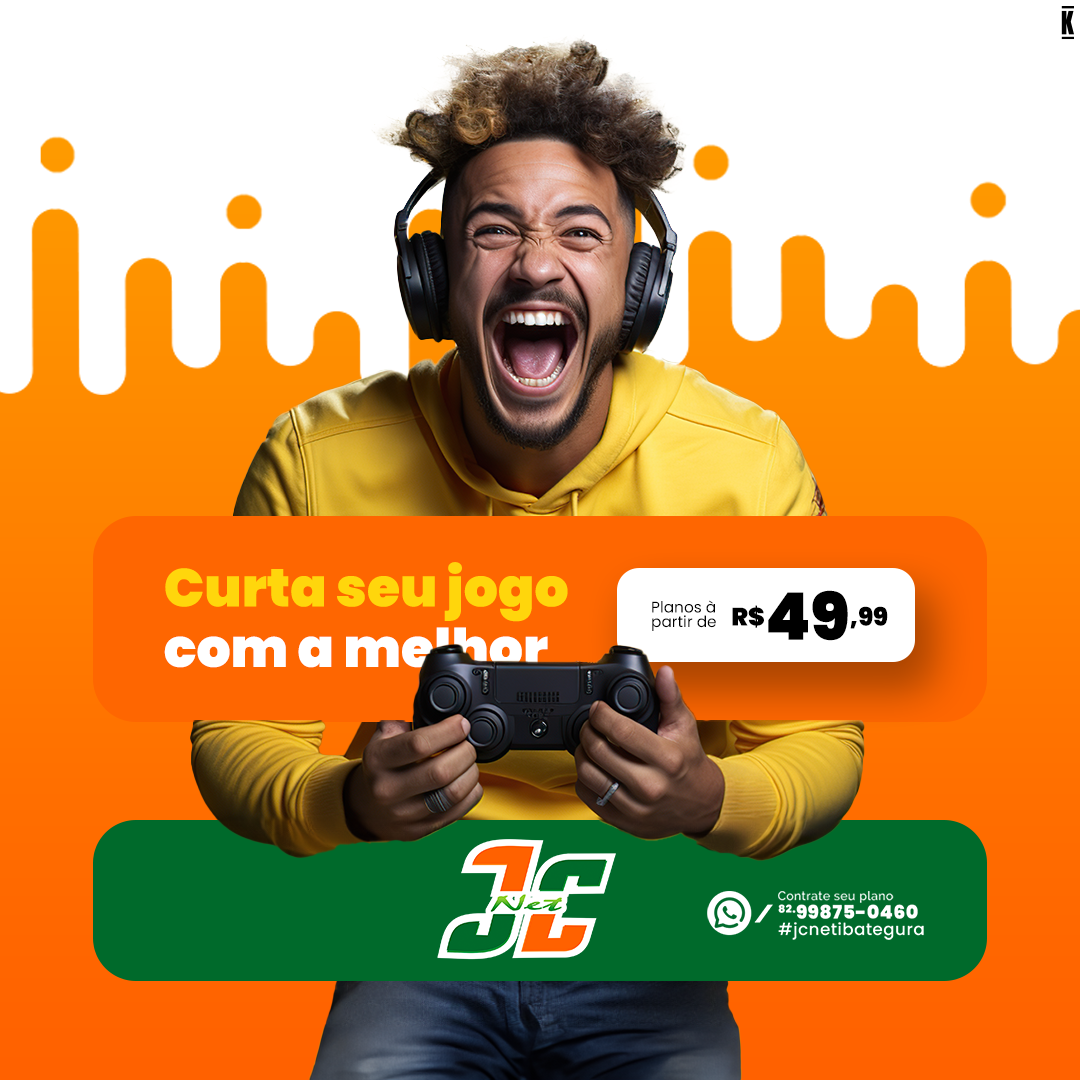 K
Curta seu jogo
com a melhor
Planos à
partir de
R$49,99
JC
Net
Contrate seu plano
82.99875-0460
#jcnetibategura